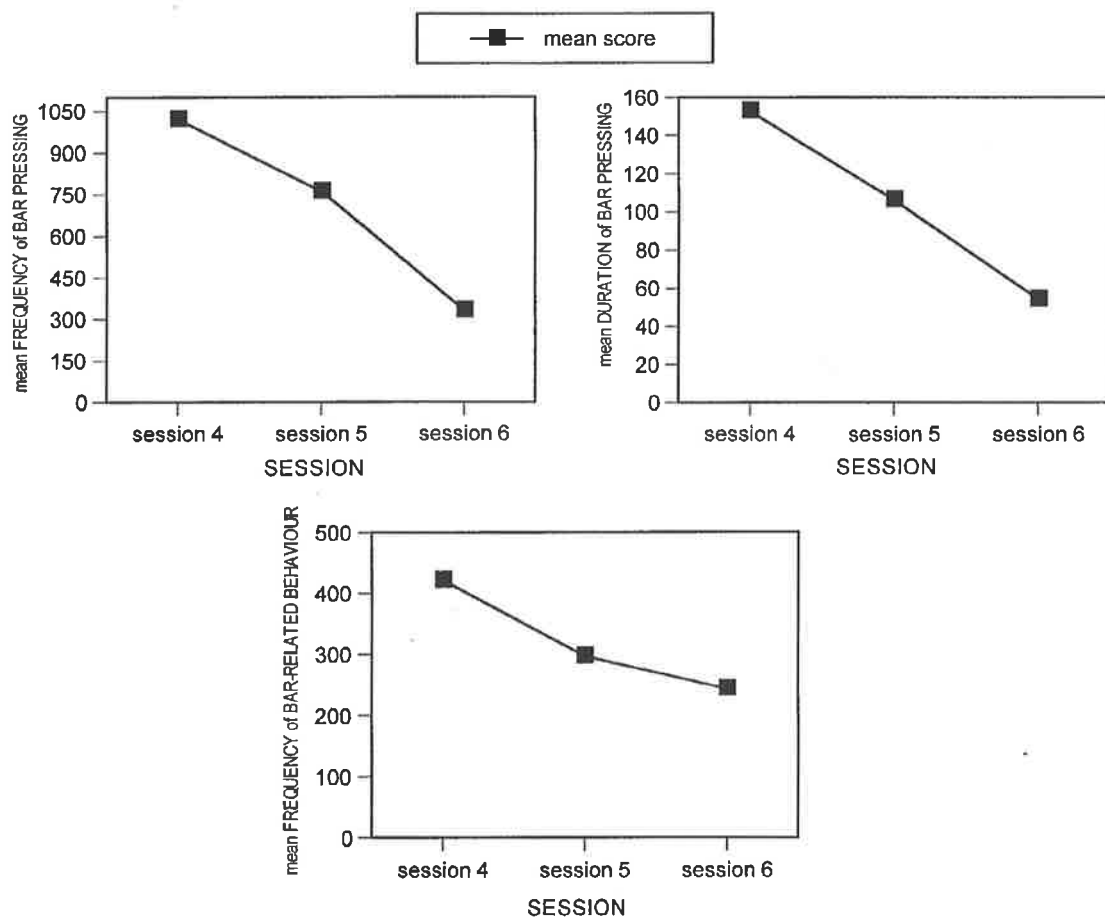 mean score
mean FREQUENCY of BAR PRESSING
1050
900
750
600
450
300
150
0
session 4 session 5 session 6
SESSION
mean DURATION of BAR PRESSING
160
140
120
100
80
60
40
20
0
session 4 session 5 session 6
SESSION
mean FREQUENCY of BAR-RELATED BEHAVIOUR
500
400
300
200
100
0
session 4 session 5 session 6
SESSION